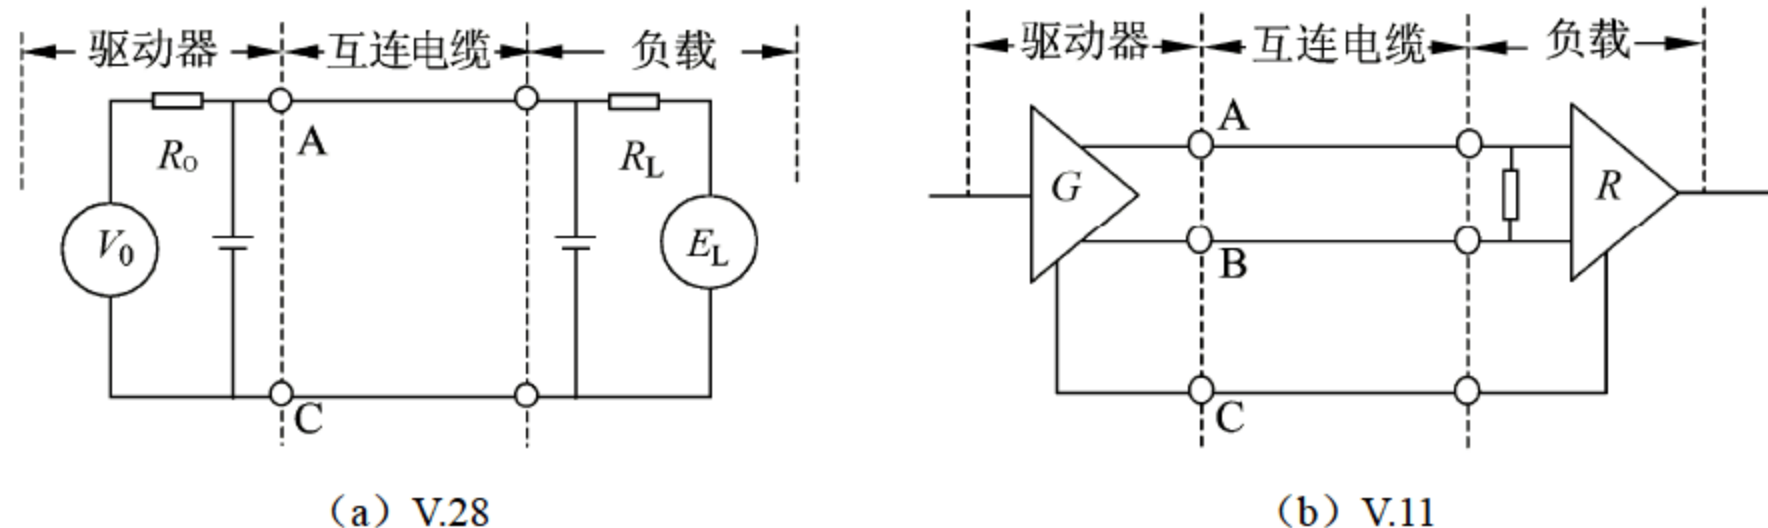 驱动器 互连电缆 负载
Ro A RL
V0 EL
C
(a) V.28
驱动器 互连电缆 负载
A
G R
B
C
(b) V.11